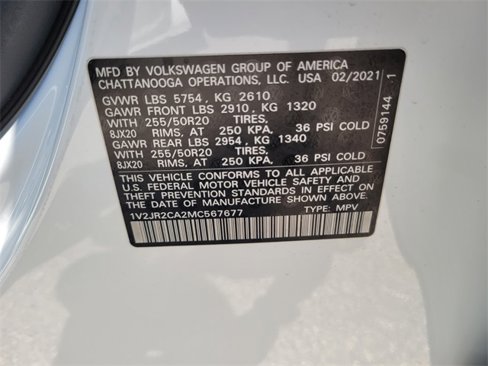 MFD BY VOLKSWAGEN GROUP OF AMERICA
CHATTANOOGA OPERATIONS, LLC. USA 02/2021
GVWR LBS 5754, KG 2610
GAWR FRONT LBS 2910, KG 1320
WITH 255/50R20 TIRES,
8JX20 RIMS, AT 250 KPA, 36 PSI COLD
GAWR REAR LBS 2954, KG 1340
WITH 255/50R20 TIRES,
8JX20 RIMS, AT 250 KPA, 36 PSI COLD
THIS VEHICLE CONFORMS TO ALL APPLICABLE
U.S. FEDERAL MOTOR VEHICLE SAFETY AND
THEFT PREVENTION STANDARDS IN EFFECT ON THE
DATE OF MANUFACTURE SHOWN ABOVE.
1V2JR2CA2MC567677 TYPE: MPV
0759144 1